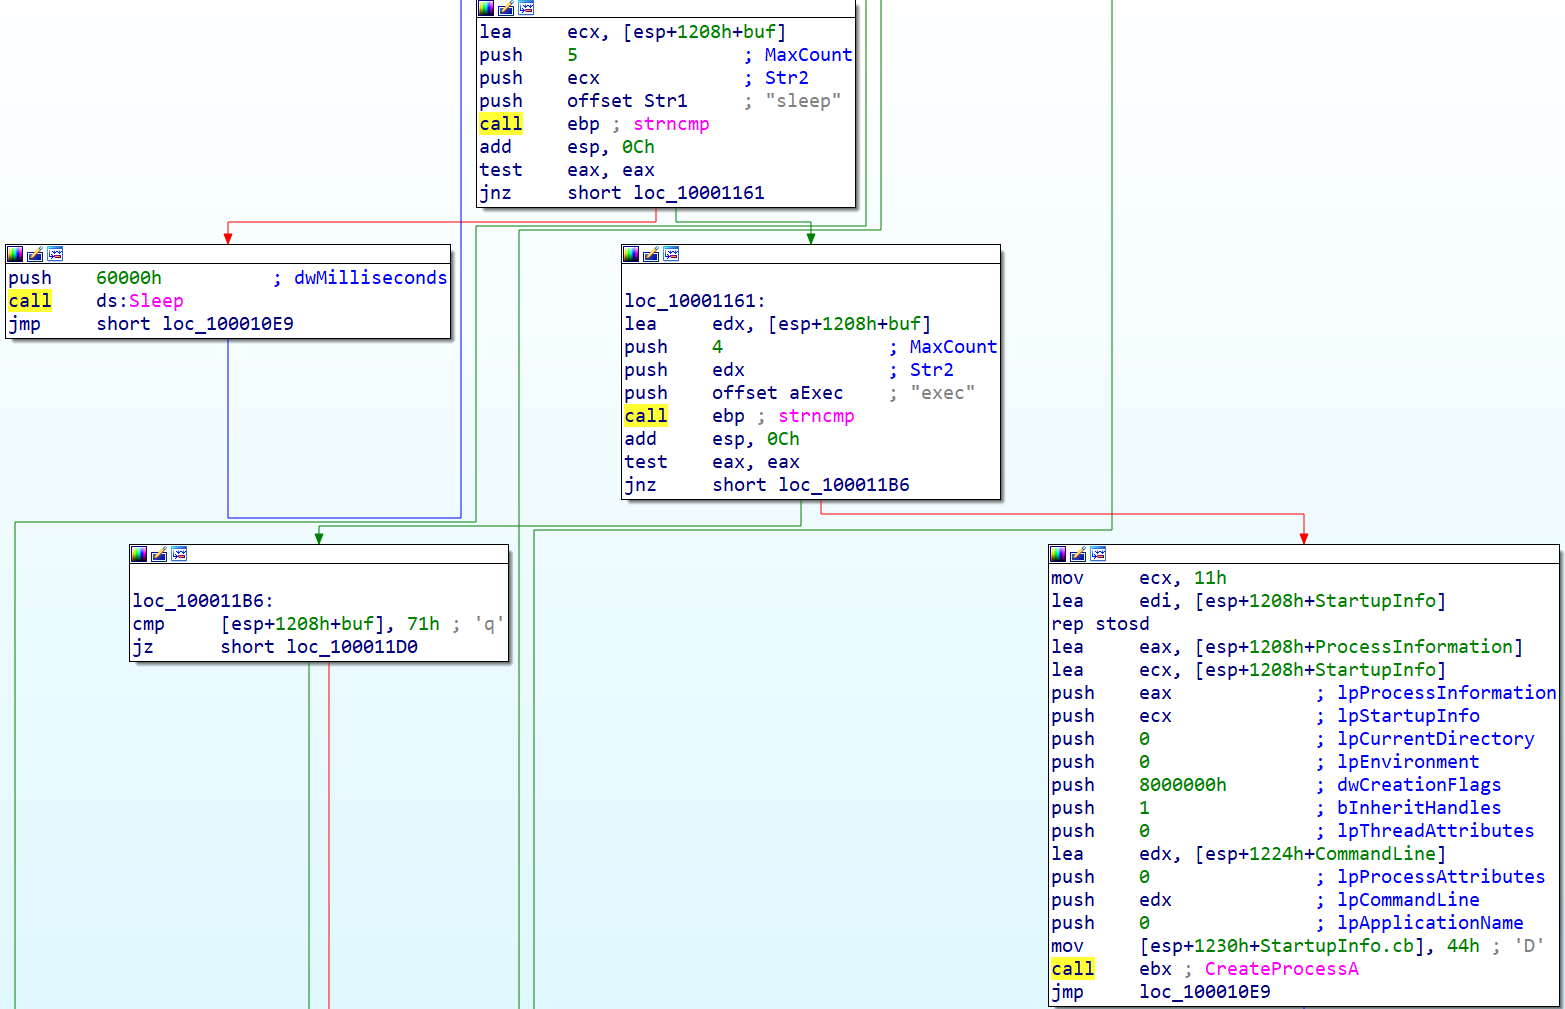 lea ecx, [esp+1208h+buf]
push 5 ; MaxCount
push ecx ; Str2
push offset Str1 ; "sleep"
call ebp ; strncmp
add esp, 0Ch
test eax, eax
jnz short loc_10001161
push 60000h ; dwMilliseconds
call ds:Sleep
jmp short loc_100010E9
loc_10001161:
lea edx, [esp+1208h+buf]
push 4 ; MaxCount
push edx ; Str2
push offset aExec ; "exec"
call ebp ; strncmp
add esp, 0Ch
test eax, eax
jnz short loc_100011B6
loc_100011B6:
cmp [esp+1208h+buf], 71h ; 'q'
jz short loc_100011D0
mov ecx, 11h
lea edi, [esp+1208h+StartupInfo]
rep stosd
lea eax, [esp+1208h+ProcessInformation]
lea ecx, [esp+1208h+StartupInfo]
push eax ; lpProcessInformation
push ecx ; lpStartupInfo
push 0 ; lpCurrentDirectory
push 0 ; lpEnvironment
push 8000000h ; dwCreationFlags
push 1 ; bInheritHandles
push 0 ; lpThreadAttributes
lea edx, [esp+1224h+CommandLine]
push 0 ; lpProcessAttributes
push edx ; lpCommandLine
push 0 ; lpApplicationName
mov [esp+1230h+StartupInfo.cb], 44h ; 'D'
call ebx ; CreateProcessA
jmp loc_100010E9